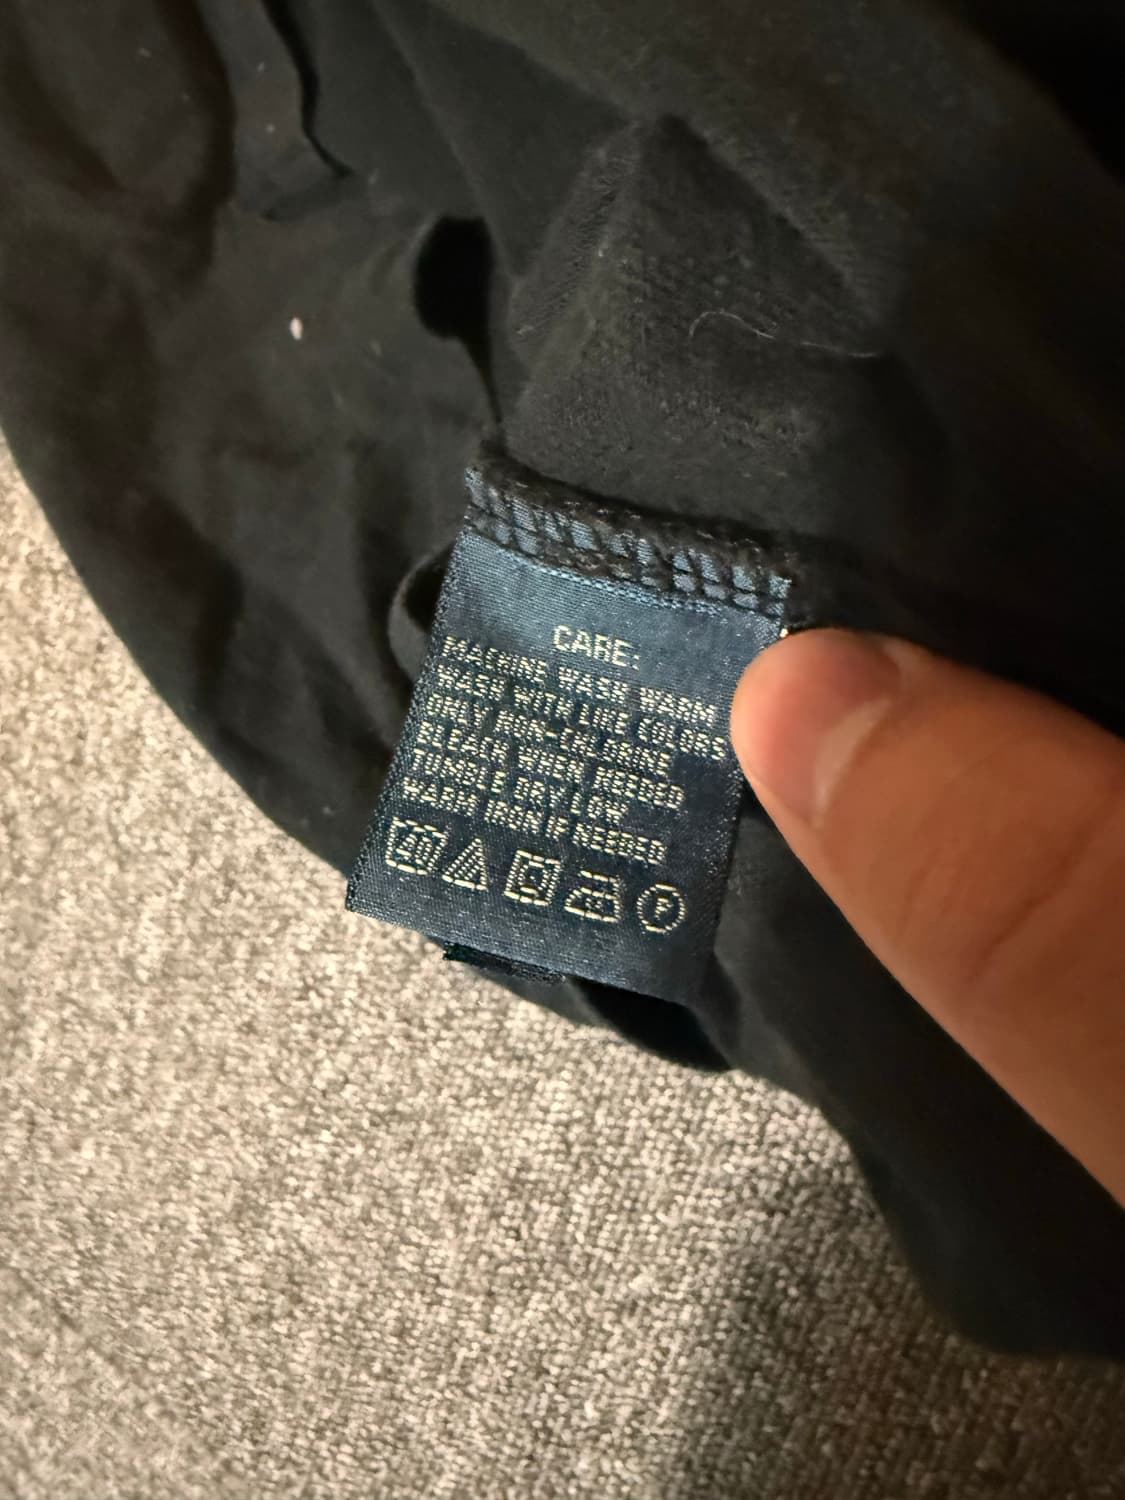 CARE:
MACHINE WASH WARM
WASH WITH LIKE COLORS
ONLY NON-CHLORINE
BLEACH WHEN NEEDED
TUMBLE DRY LOW
WARM IRON IF NEEDED
40
P